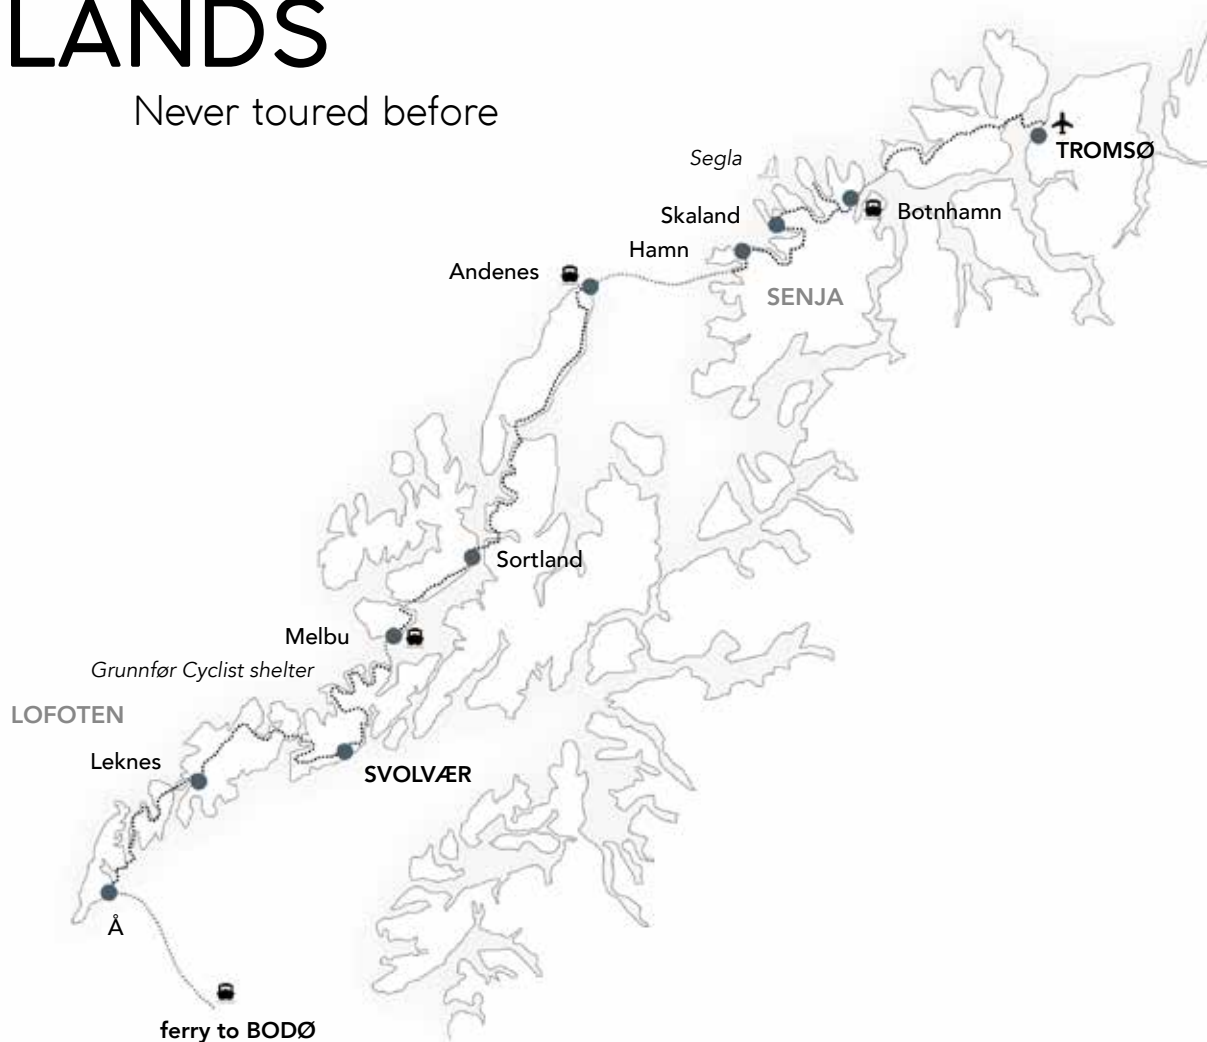 LANDS
Never toured before
Segla
TROMSØ
Skaland
Botnhamn
Hamn
Andenes
SENJA
Sortland
Melbu
Grunnfør Cyclist shelter
LOFOTEN
Leknes
SVOLVÆR
Å
ferry to BODØ